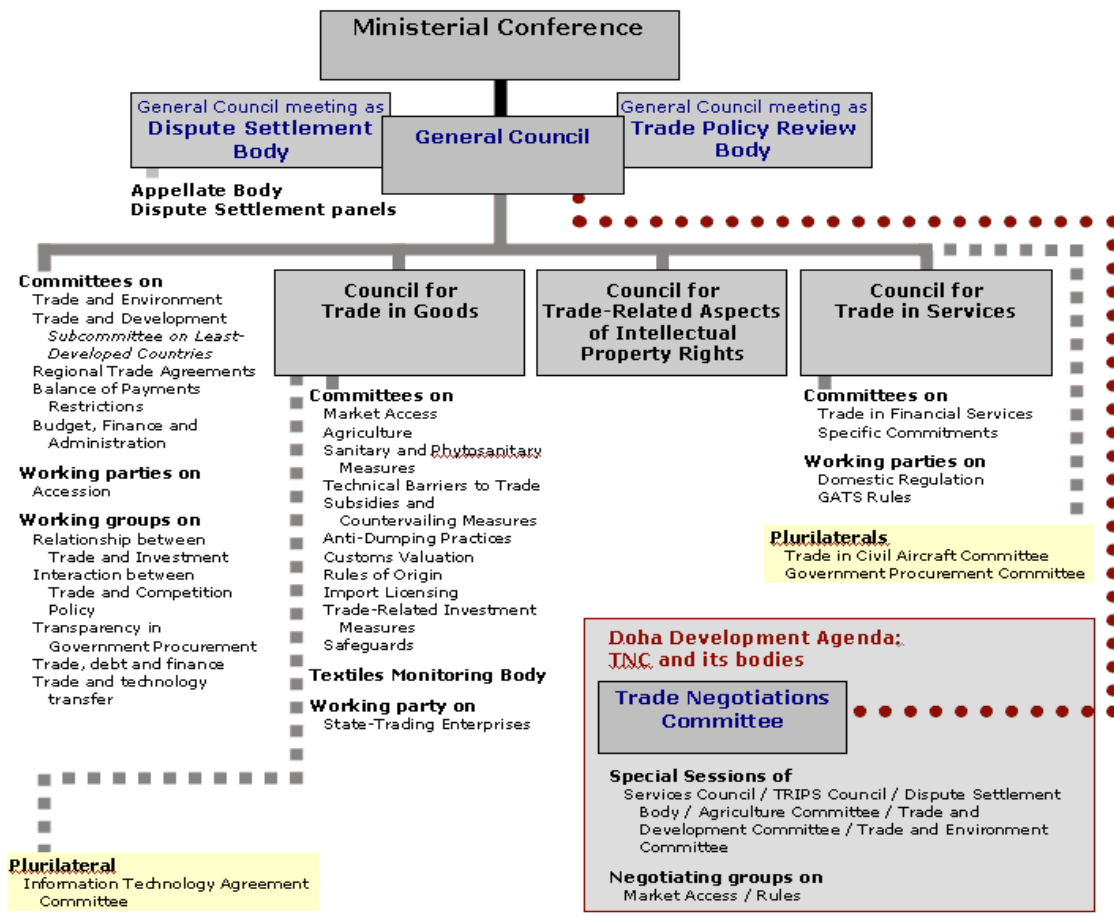 Ministerial Conference
General Council meeting as
Dispute Settlement
Body
General Council
General Council meeting as
Trade Policy Review
Body
Appellate Body
Dispute Settlement panels
Committees on
Trade and Environment
Trade and Development
Subcommittee on Least-
Developed Countries
Regional Trade Agreements
Balance of Payments
Restrictions
Budget, Finance and
Administration
Working parties on
Accession
Working groups on
Relationship between
Trade and Investment
Interaction between
Trade and Competition
Policy
Transparency in
Government Procurement
Trade, debt and finance
Trade and technology
transfer
Council for
Trade in Goods
Committees on
Market Access
Agriculture
Sanitary and Phytosanitary
Measures
Technical Barriers to Trade
Subsidies and
Countervailing Measures
Anti-Dumping Practices
Customs Valuation
Rules of Origin
Import Licensing
Trade-Related Investment
Measures
Safeguards
Textiles Monitoring Body
Working party on
State-Trading Enterprises
Council for
Trade-Related Aspects
of Intellectual
Property Rights
Council for
Trade in Services
Committees on
Trade in Financial Services
Specific Commitments
Working parties on
Domestic Regulation
GATS Rules
Plurilaterals
Trade in Civil Aircraft Committee
Government Procurement Committee
Doha Development Agenda:
TNC and its bodies
Trade Negotiations
Committee
Special Sessions of
Services Council / TRIPS Council / Dispute Settlement
Body / Agriculture Committee / Trade and
Development Committee / Trade and Environment
Committee
Negotiating groups on
Market Access / Rules
Plurilateral
Information Technology Agreement
Committee